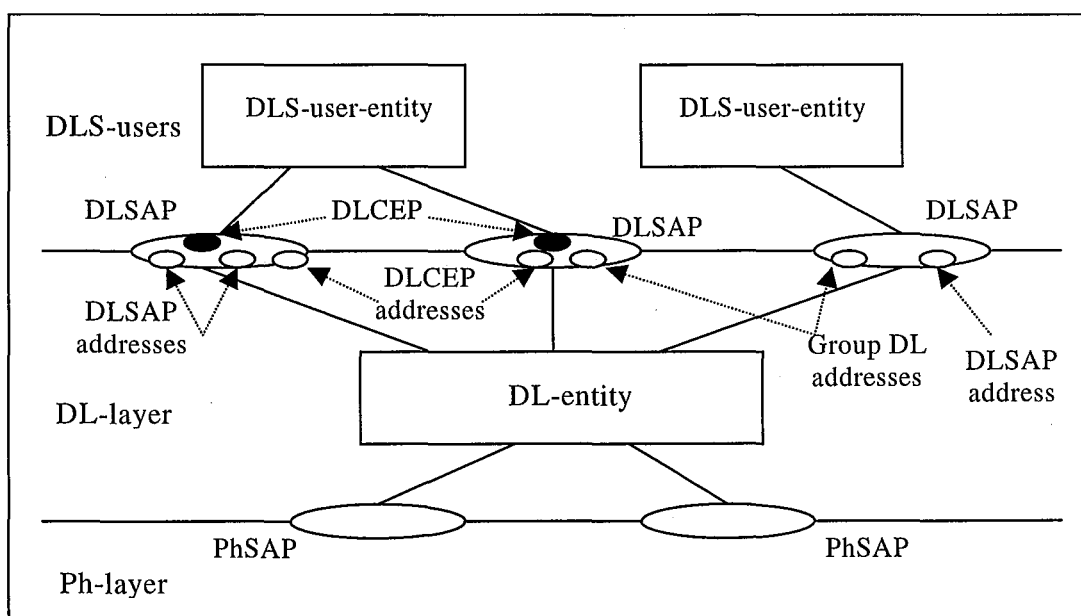 DLS-user-entity
DLS-user-entity
DLS-users
DLSAP
DLCEP
DLSAP
DLSAP
DLCEP
addresses
DLSAP
addresses
Group DL
addresses
DLSAP
address
DL-entity
DL-layer
PhSAP
PhSAP
Ph-layer